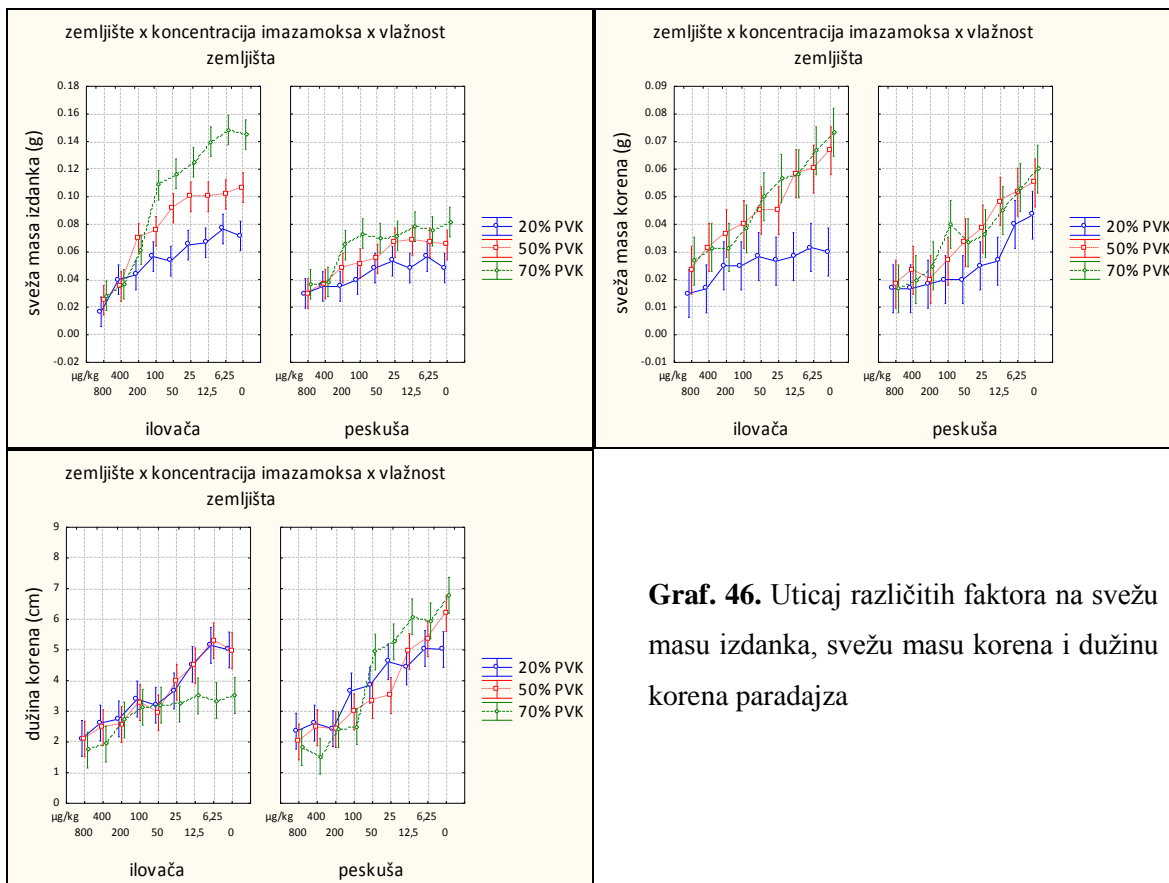 zemljište x koncentracija imazamoksa x vlažnost
zemljišta
sveža masa izdanka (g)
0.18
0.16
0.14
0.12
0.10
0.08
0.06
0.04
0.02
0.00
-0.02
20% PVK
50% PVK
70% PVK
µg/kg 400 100 25 6,25
800 200 50 12,5 0
400 100 25 6,25
800 200 50 12,5 0
ilovača peskuša
zemljište x koncentracija imazamoksa x vlažnost
zemljišta
sveža masa korena (g)
0.09
0.08
0.07
0.06
0.05
0.04
0.03
0.02
0.01
0.00
-0.01
20% PVK
50% PVK
70% PVK
µg/kg 400 100 25 6,25
800 200 50 12,5 0
400 100 25 6,25
800 200 50 12,5 0
ilovača peskuša
zemljište x koncentracija imazamoksa x vlažnost
zemljišta
dužina korena (cm)
9
8
7
6
5
4
3
2
1
0
20% PVK
50% PVK
70% PVK
µg/kg 400 100 25 6,25
800 200 50 12,5 0
400 100 25 6,25
800 200 50 12,5 0
ilovača peskuša
Graf. 46. Uticaj različitih faktora na svežu
masu izdanka, svežu masu korena i dužinu
korena paradajza